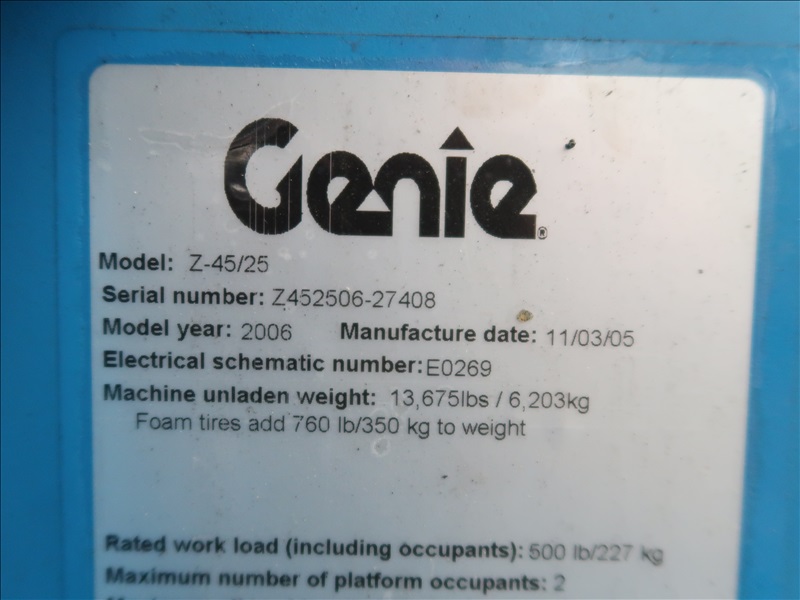 Genie®
Model: Z-45/25
Serial number: Z452506-27408
Model year: 2006 Manufacture date: 11/03/05
Electrical schematic number: E0269
Machine unladen weight: 13,675lbs / 6,203kg
Foam tires add 760 lb/350 kg to weight
Rated work load (including occupants): 500 lb/227 kg
Maximum number of platform occupants: 2